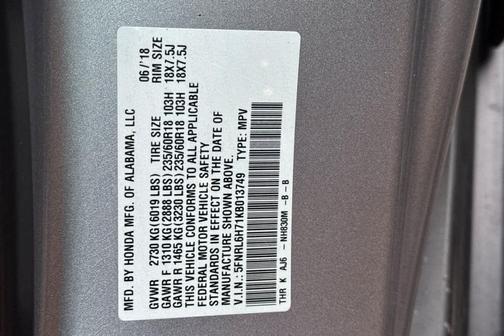 MFD. BY HONDA MFG. OF ALABAMA, LLC 06/'18
GVWR 2730 KG(6019 LBS) TIRE SIZE RIM SIZE
GAWR F 1310 KG(2888 LBS) 235/60R18 103H 18X7.5J
GAWR R 1465 KG(3230 LBS) 235/60R18 103H 18X7.5J
THIS VEHICLE CONFORMS TO ALL APPLICABLE
FEDERAL MOTOR VEHICLE SAFETY
STANDARDS IN EFFECT ON THE DATE OF
MANUFACTURE SHOWN ABOVE.
V.I.N.: 5FNRL6H71KB013749 TYPE: MPV
THR K AJ6 -NH830M -B -B